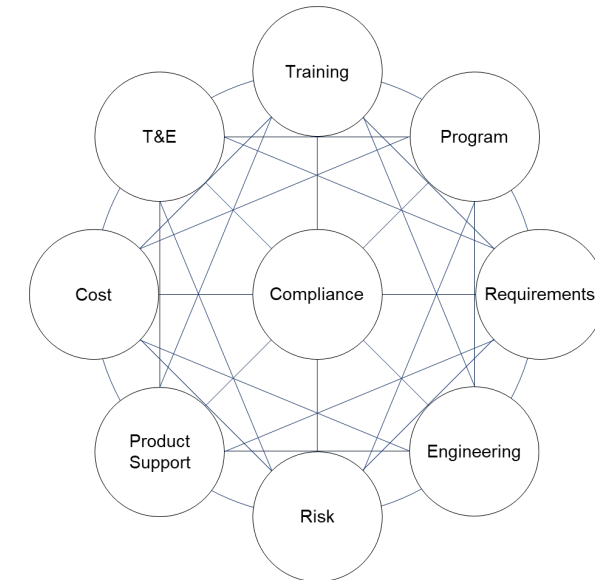 Training
T&E
Program
Cost
Compliance
Requirements
Product
Support
Engineering
Risk